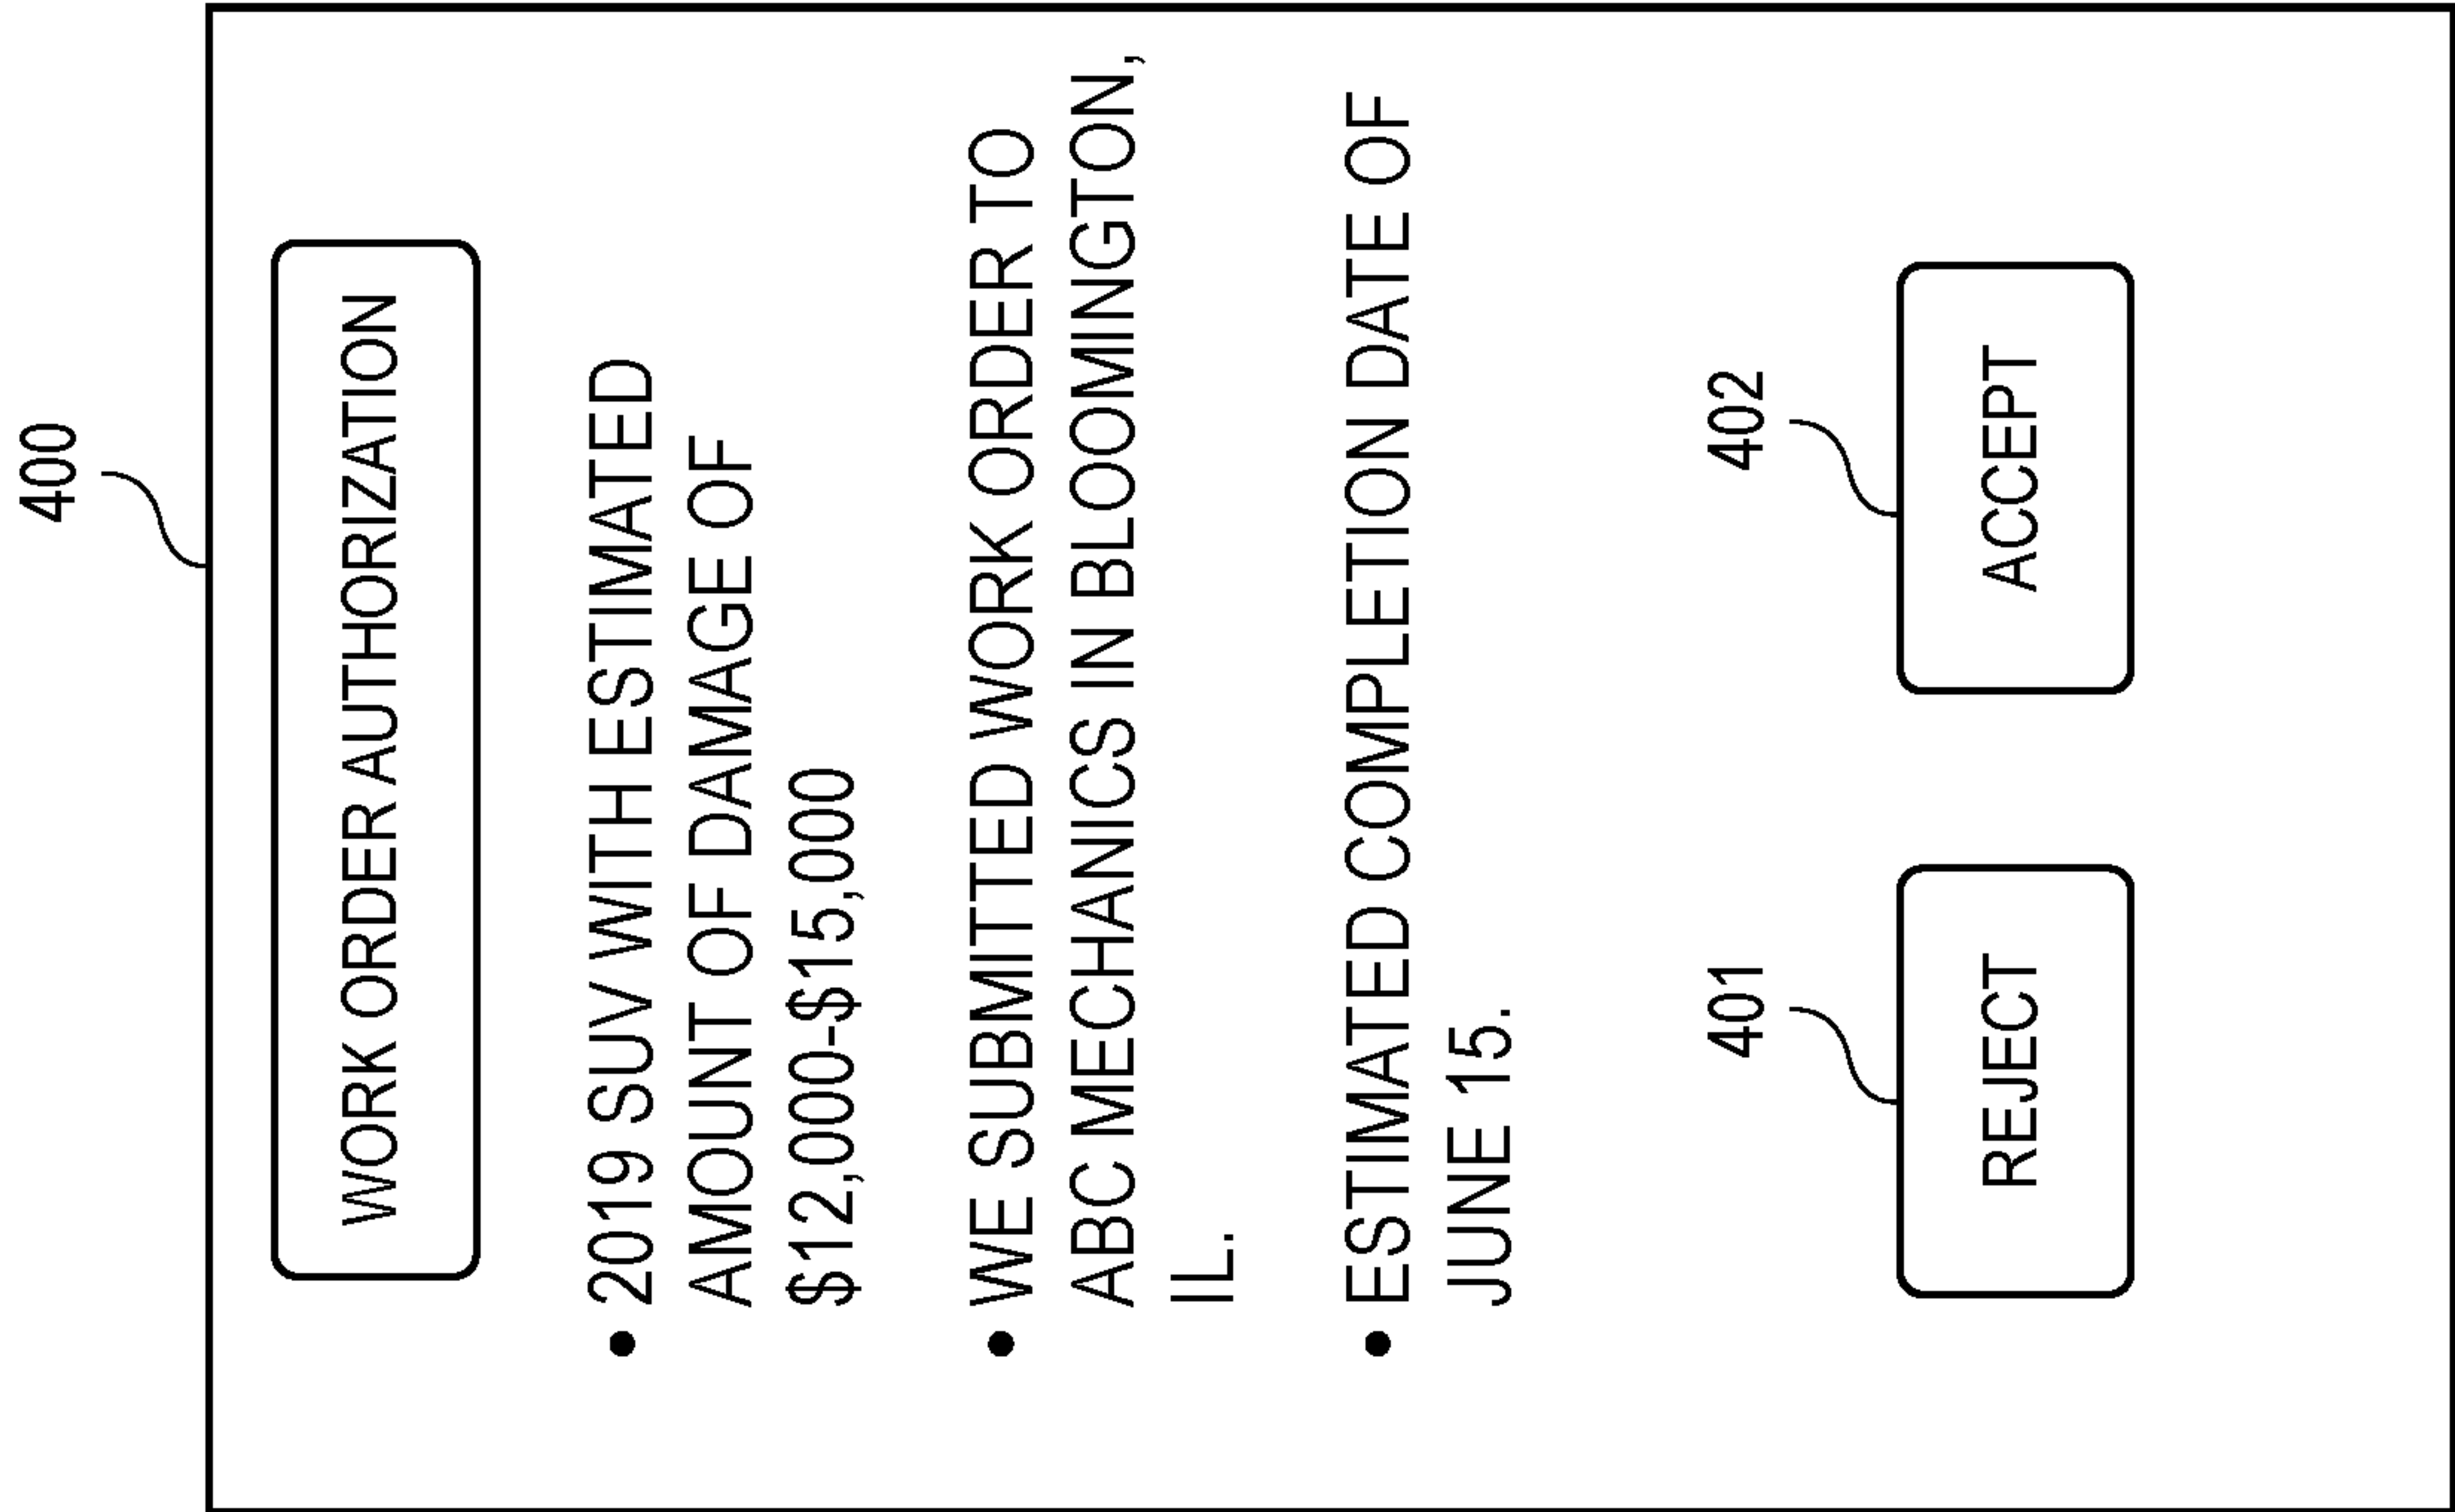 400
WORK ORDER AUTHORIZATION
• 2019 SUV WITH ESTIMATED
AMOUNT OF DAMAGE OF
$12,000-$15,000
• WE SUBMITTED WORK ORDER TO
ABC MECHANICS IN BLOOOMINGTON,
IL.
• ESTIMATED COMPLETION DATE OF
JUNE 15.
401
402
REJECT
ACCEPT